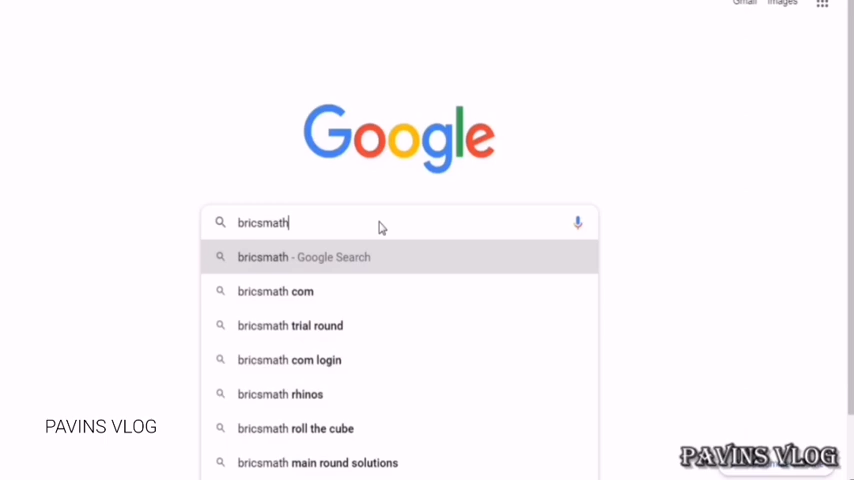 Gmail Images
Google
bricsmath
bricsmath - Google Search
bricsmath com
bricsmath trial round
bricsmath com login
bricsmath rhinos
bricsmath roll the cube
bricsmath main round solutions
PAVINS VLOG
PAVINS VLOG